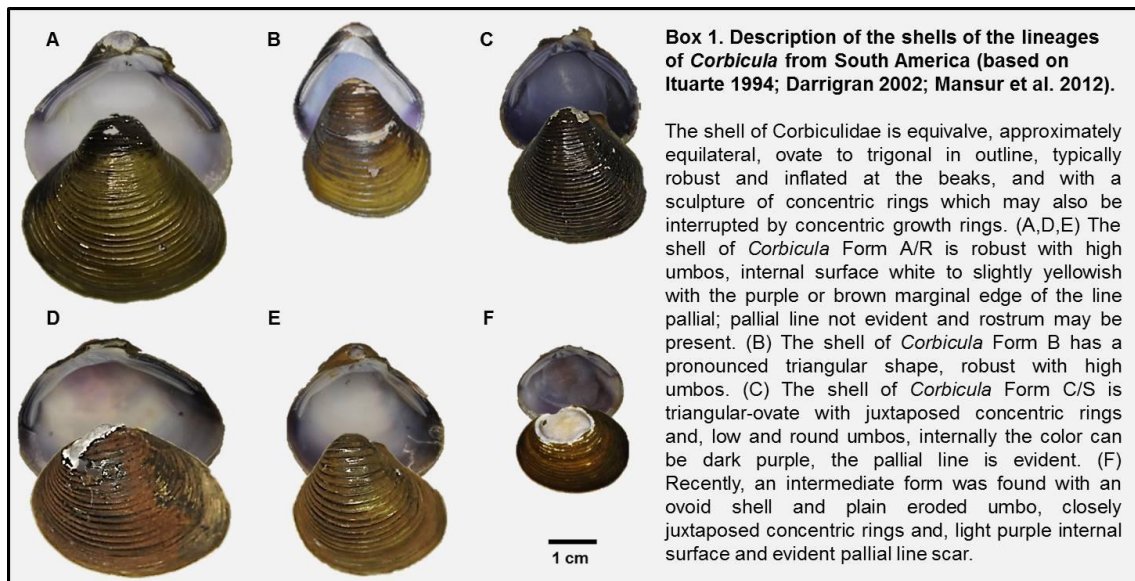 A
B
C
Box 1. Description of the shells of the lineages
of Corbicula from South America (based on
Ituarte 1994; Darrigran 2002; Mansur et al. 2012).
The shell of Corbiculidae is equivalve, approximately
equilateral, ovate to trigonal in outline, typically
robust and inflated at the beaks, and with a
sculpture of concentric rings which may also be
interrupted by concentric growth rings. (A,D,E) The
shell of Corbicula Form A/R is robust with high
umbos, internal surface white to slightly yellowish
with the purple or brown marginal edge of the line
pallial; pallial line not evident and rostrum may be
present. (B) The shell of Corbicula Form B has a
pronounced triangular shape, robust with high
umbos. (C) The shell of Corbicula Form C/S is
triangular-ovate with juxtaposed concentric rings
and, low and round umbos, internally the color can
be dark purple, the pallial line is evident. (F)
Recently, an intermediate form was found with an
ovoid shell and plain eroded umbo, closely
juxtaposed concentric rings and, light purple internal
surface and evident pallial line scar.
D
E
F
1 cm